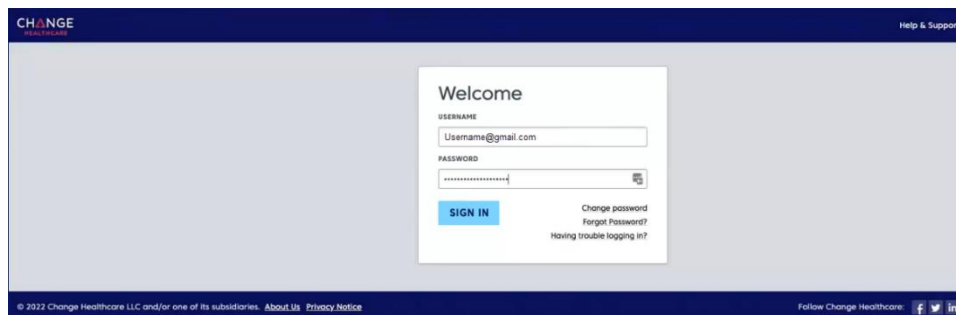 CHANGE
HEALTHCARE
Help & Suppor
Welcome
USERNAME
Username@gmail.com
PASSWORD
••••••••••••••••••••
SIGN IN
Change password
Forgot Password?
Having trouble logging in?
© 2022 Change Healthcare LLC and/or one of its subsidiaries. About Us Privacy Notice
Follow Change Healthcare: